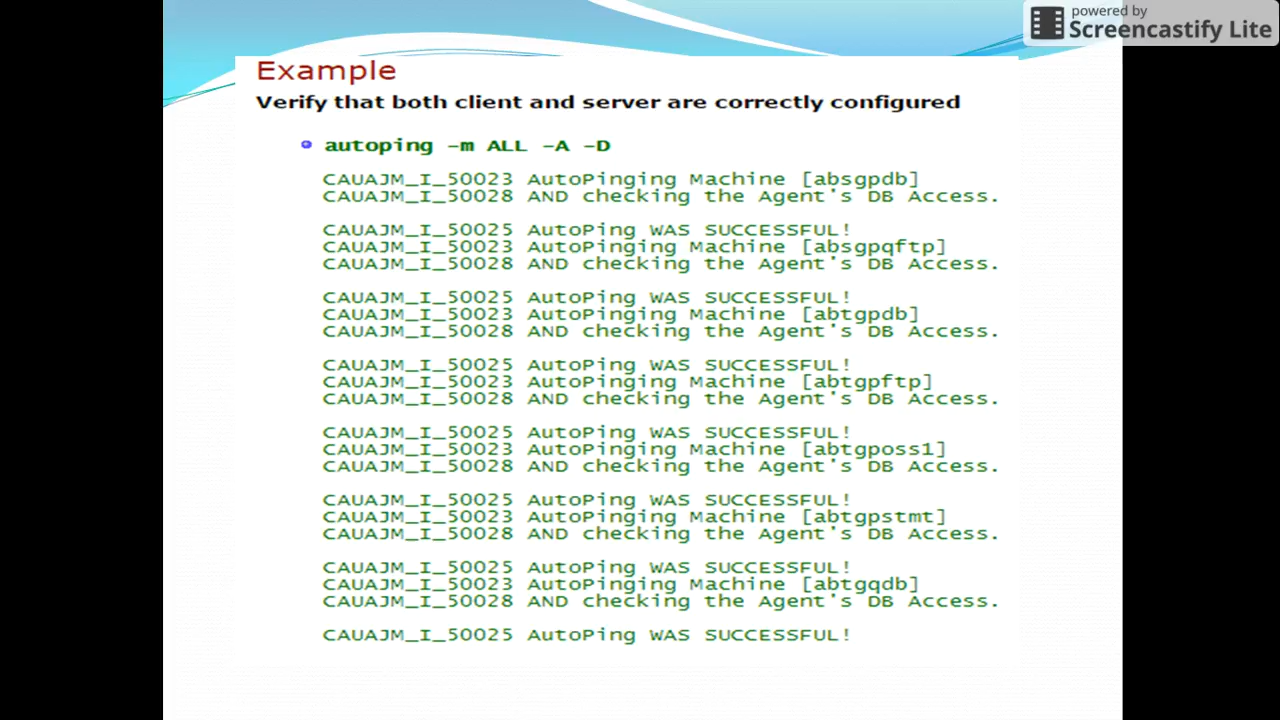 powered by
Screencastify Lite
Example
Verify that both client and server are correctly configured
autoping -m ALL -A -D
CAUAJM_I_50023 AutoPinging Machine [absgpdb]
CAUAJM_I_50028 AND checking the Agent's DB Access.
CAUAJM_I_50025 AutoPing WAS SUCCESSFUL!
CAUAJM_I_50023 AutoPinging Machine [absgpqftp]
CAUAJM_I_50028 AND checking the Agent's DB Access.
CAUAJM_I_50025 AutoPing WAS SUCCESSFUL!
CAUAJM_I_50023 AutoPinging Machine [abtgpdb]
CAUAJM_I_50028 AND checking the Agent's DB Access.
CAUAJM_I_50025 AutoPing WAS SUCCESSFUL!
CAUAJM_I_50023 AutoPinging Machine [abtgpftp]
CAUAJM_I_50028 AND checking the Agent's DB Access.
CAUAJM_I_50025 AutoPing WAS SUCCESSFUL!
CAUAJM_I_50023 AutoPinging Machine [abtgposs1]
CAUAJM_I_50028 AND checking the Agent's DB Access.
CAUAJM_I_50025 AutoPing WAS SUCCESSFUL!
CAUAJM_I_50023 AutoPinging Machine [abtgpstmt]
CAUAJM_I_50028 AND checking the Agent's DB Access.
CAUAJM_I_50025 AutoPing WAS SUCCESSFUL!
CAUAJM_I_50023 AutoPinging Machine [abtgqdb]
CAUAJM_I_50028 AND checking the Agent's DB Access.
CAUAJM_I_50025 AutoPing WAS SUCCESSFUL!